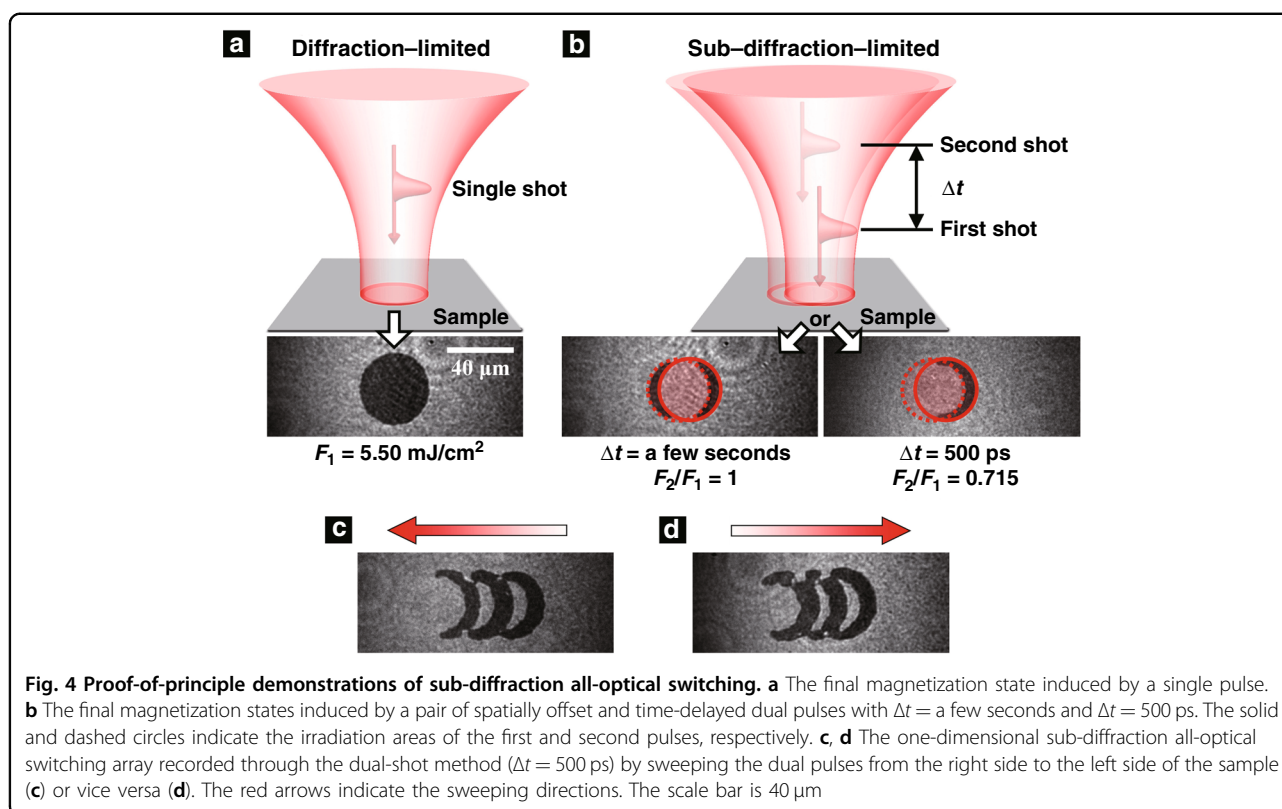 a Diffraction–limited
b Sub–diffraction–limited
Single shot
Second shot
Δt
First shot
Sample
or Sample
40 μm
F₁ = 5.50 mJ/cm²
Δt = a few seconds
F₂/F₁ = 1
Δt = 500 ps
F₂/F₁ = 0.715
c
d
Fig. 4 Proof-of-principle demonstrations of sub-diffraction all-optical switching. a The final magnetization state induced by a single pulse.
b The final magnetization states induced by a pair of spatially offset and time-delayed dual pulses with Δt = a few seconds and Δt = 500 ps. The solid
and dashed circles indicate the irradiation areas of the first and second pulses, respectively. c, d The one-dimensional sub-diffraction all-optical
switching array recorded through the dual-shot method (Δt = 500 ps) by sweeping the dual pulses from the right side to the left side of the sample
(c) or vice versa (d). The red arrows indicate the sweeping directions. The scale bar is 40 μm